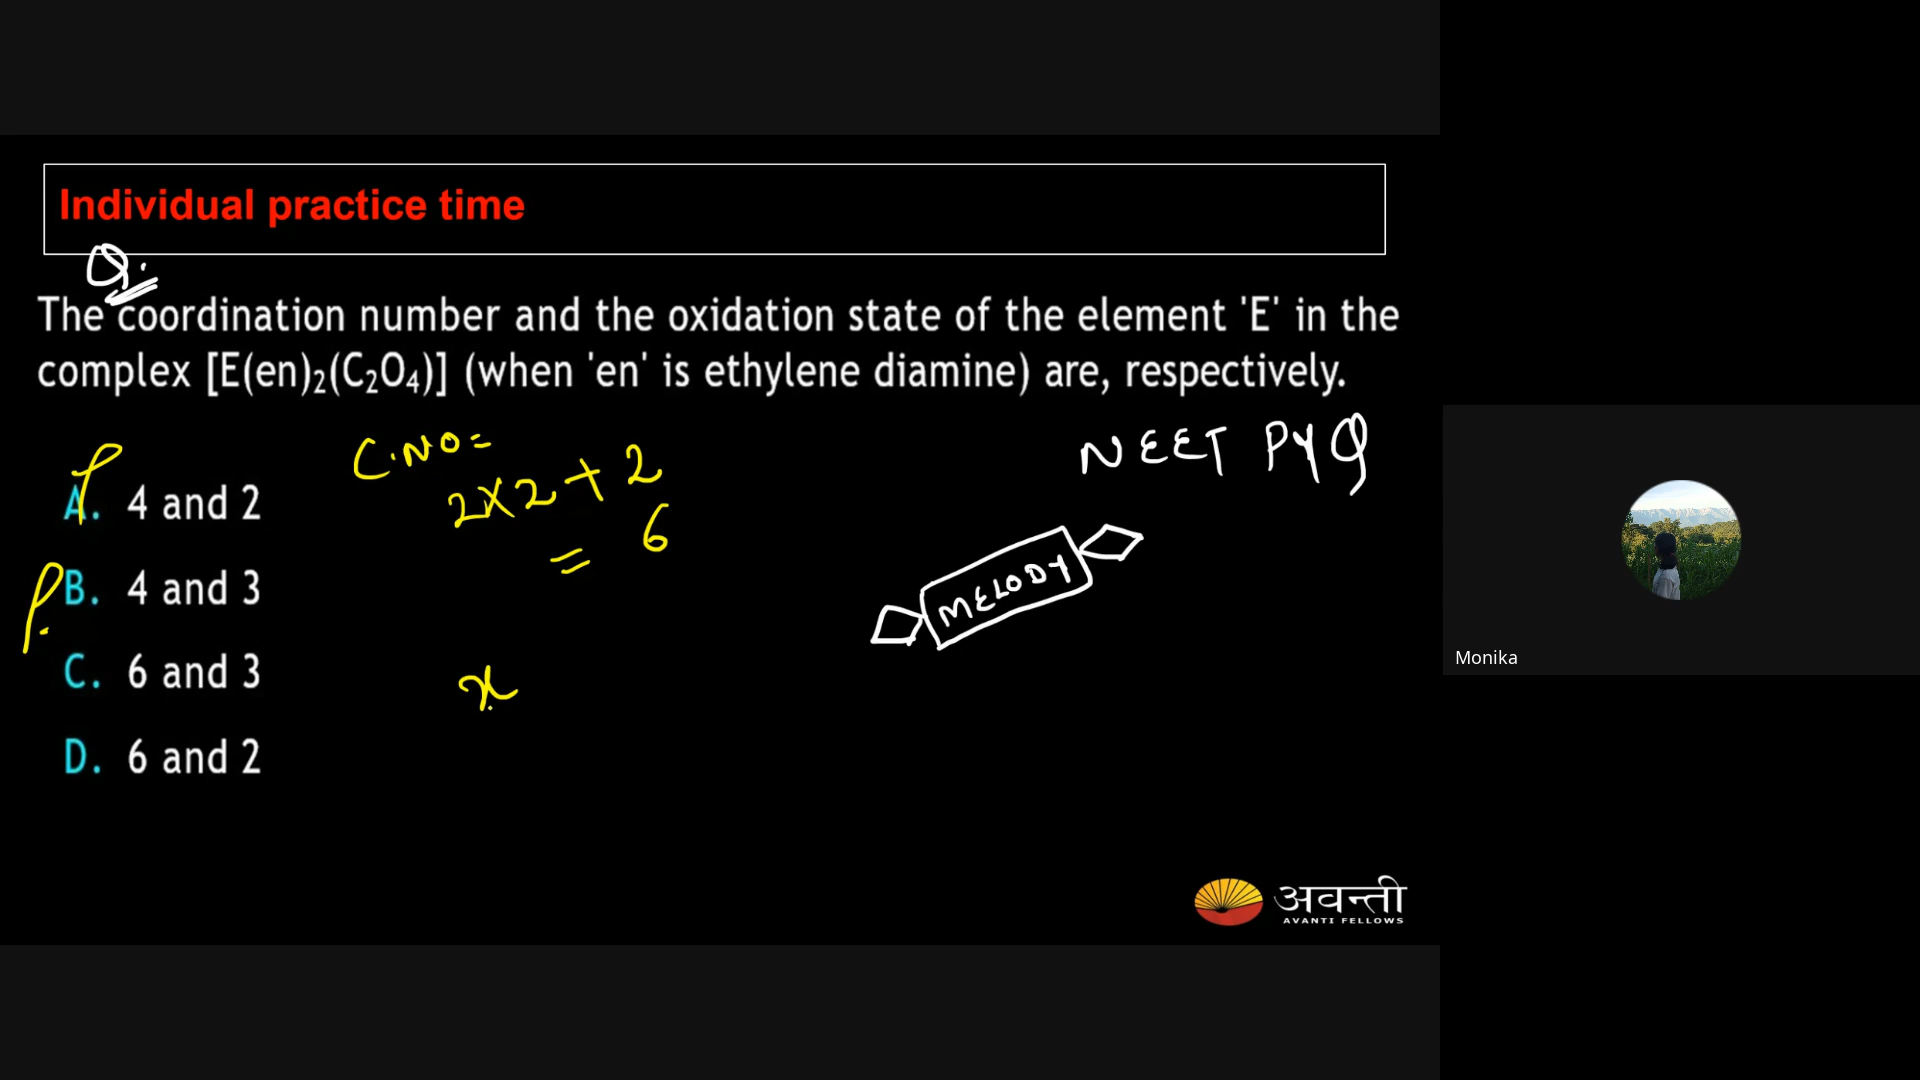 Individual practice time
Q.
The coordination number and the oxidation state of the element 'E' in the
complex [E(en)₂(C₂O₄)] (when 'en' is ethylene diamine) are, respectively.
NEET PYQ
C.NO =
2x2+2
= 6
A. 4 and 2
B. 4 and 3
C. 6 and 3
D. 6 and 2
MELODY
x
Monika
अवन्ती
AVANTI FELLOWS